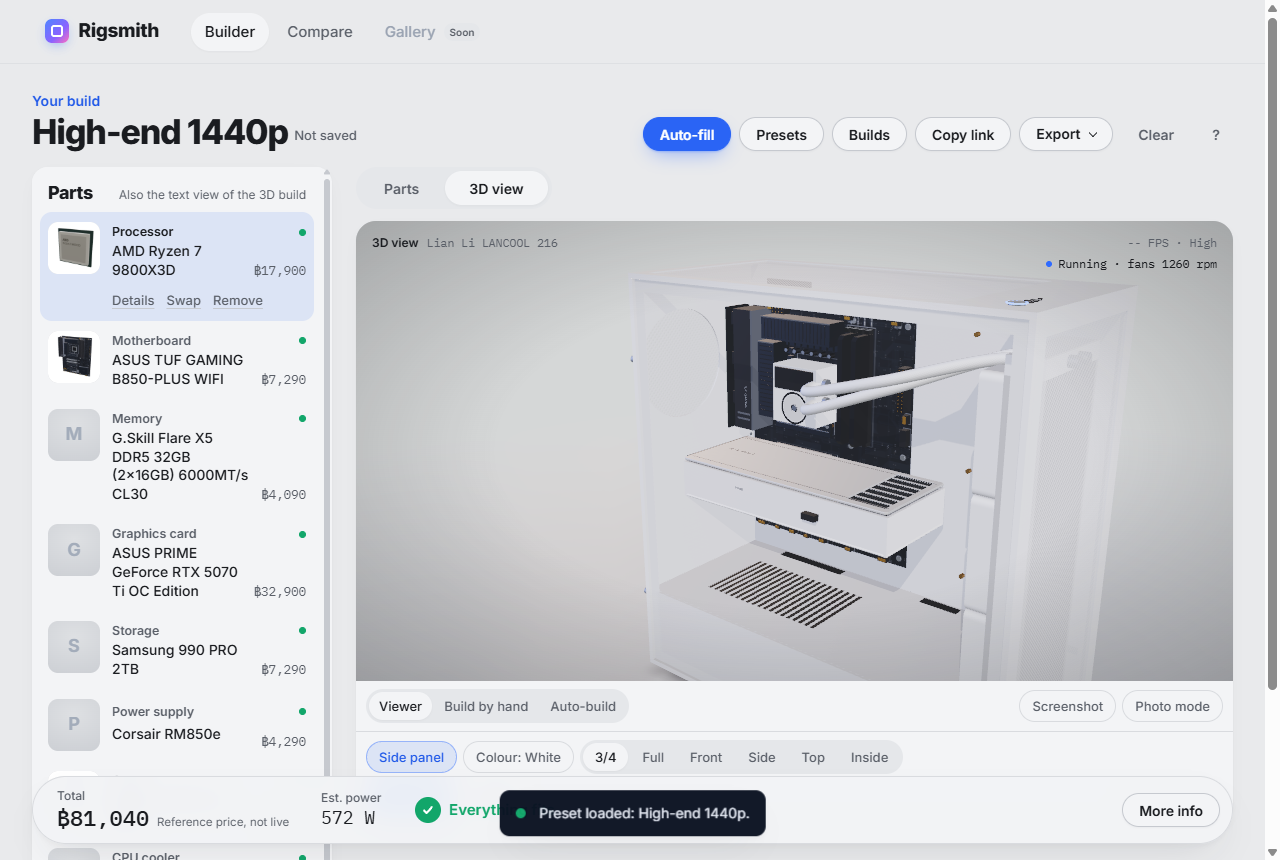 Rigsmith
Builder
Compare
Gallery
Soon
Your build
High-end 1440p
Not saved
Auto-fill
Presets
Builds
Copy link
Export
Clear
?
Parts
Also the text view of the 3D build
Processor
AMD Ryzen 7
9800X3D
฿17,900
Details
Swap
Remove
Motherboard
ASUS TUF GAMING
B850-PLUS WIFI
฿7,290
M
Memory
G.Skill Flare X5
DDR5 32GB
(2×16GB) 6000MT/s
CL30
฿4,090
G
Graphics card
ASUS PRIME
GeForce RTX 5070
Ti OC Edition
฿32,900
S
Storage
Samsung 990 PRO
2TB
฿7,290
P
Power supply
Corsair RM850e
฿4,290
CPU cooler
Parts
3D view
3D view
Lian Li LANCOOL 216
-- FPS · High
Running · fans 1260 rpm
Viewer
Build by hand
Auto-build
Screenshot
Photo mode
Side panel
Colour: White
3/4
Full
Front
Side
Top
Inside
Total
฿81,040
Reference price, not live
Est. power
572 W
Preset loaded: High-end 1440p.
More info